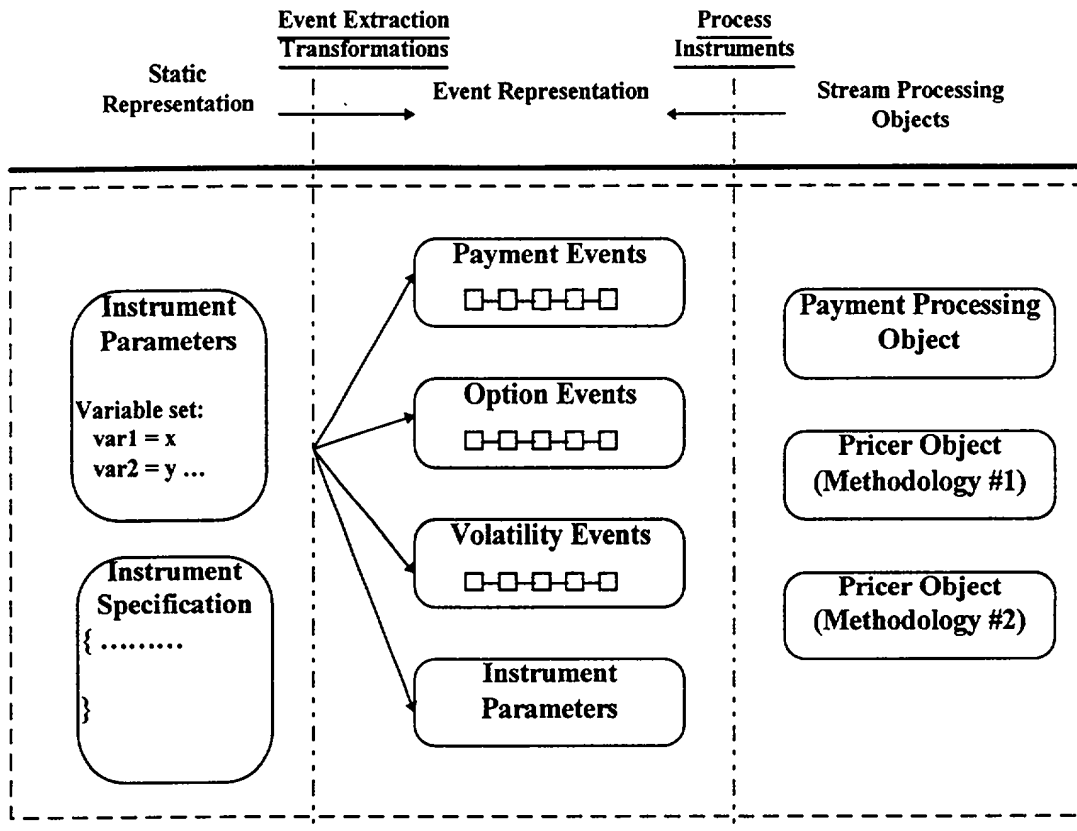 Event Extraction
Transformations
Process
Instruments
Static
Representation
Event Representation
Stream Processing
Objects
Instrument
Parameters
Variable set:
var1 = x
var2 = y ...
Instrument
Specification
{ .........
}
Payment Events
Option Events
Volatility Events
Instrument
Parameters
Payment Processing
Object
Pricer Object
(Methodology #1)
Pricer Object
(Methodology #2)